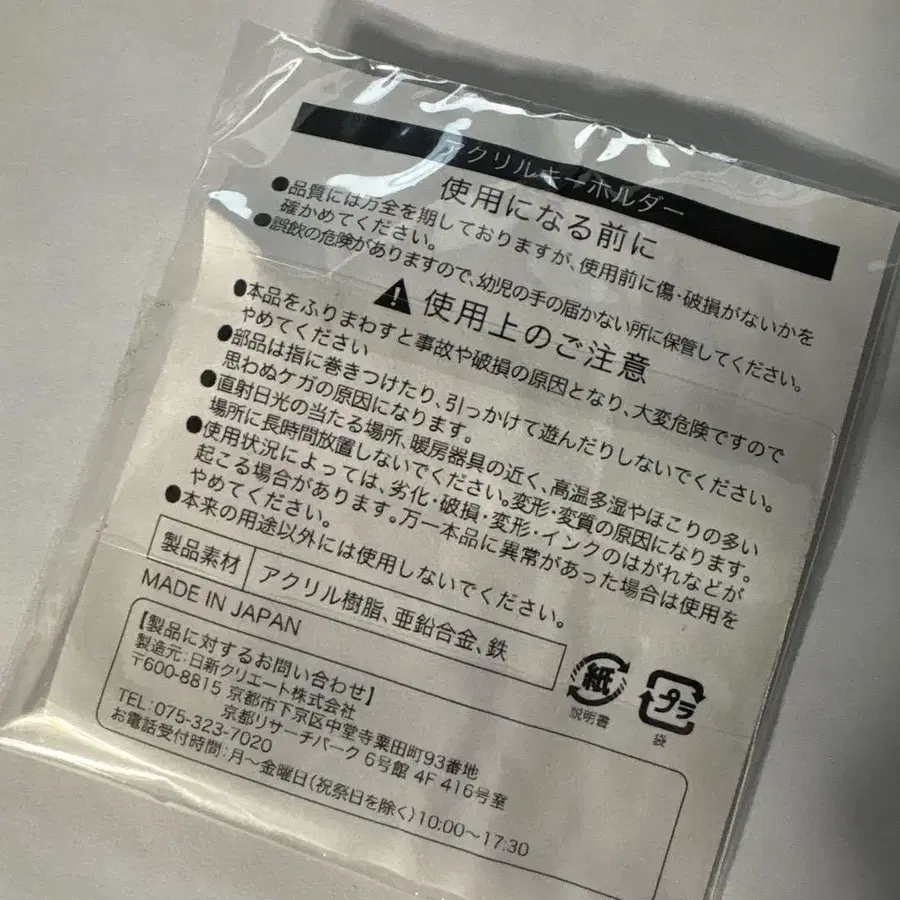 アクリルキーホルダー
使用になる前に
●品質には万全を期しておりますが、使用前に傷・破損がないかを
確かめてください。
●誤飲の危険がありますので、幼児の手の届かない所に保管してください。
使用上のご注意
●本品をふりまわすと事故や破損の原因となり、大変危険ですので
やめてください
●部品は指に巻きつけたり、引っかけて遊んだりしないでください。
思わぬケガの原因になります。
●直射日光の当たる場所、暖房器具の近く、高温多湿やほこりの多い
場所に長時間放置しないでください。変形・変質の原因になります。
●使用状況によっては、劣化・破損・変形・インクのはがれなどが
起こる場合があります。万一本品に異常があった場合は使用を
やめてください。
●本来の用途以外には使用しないでください。
製品素材 アクリル樹脂、亜鉛合金、鉄
MADE IN JAPAN
紙
説明書
プラ
袋
【製品に対するお問い合わせ】
製造元:日新クリエート株式会社
〒600-8815 京都市下京区中堂寺粟田町93番地
京都リサーチパーク 6号館 4F 416号室
TEL:075-323-7020
お電話受付時間:月〜金曜日(祝祭日を除く)10:00〜17:30